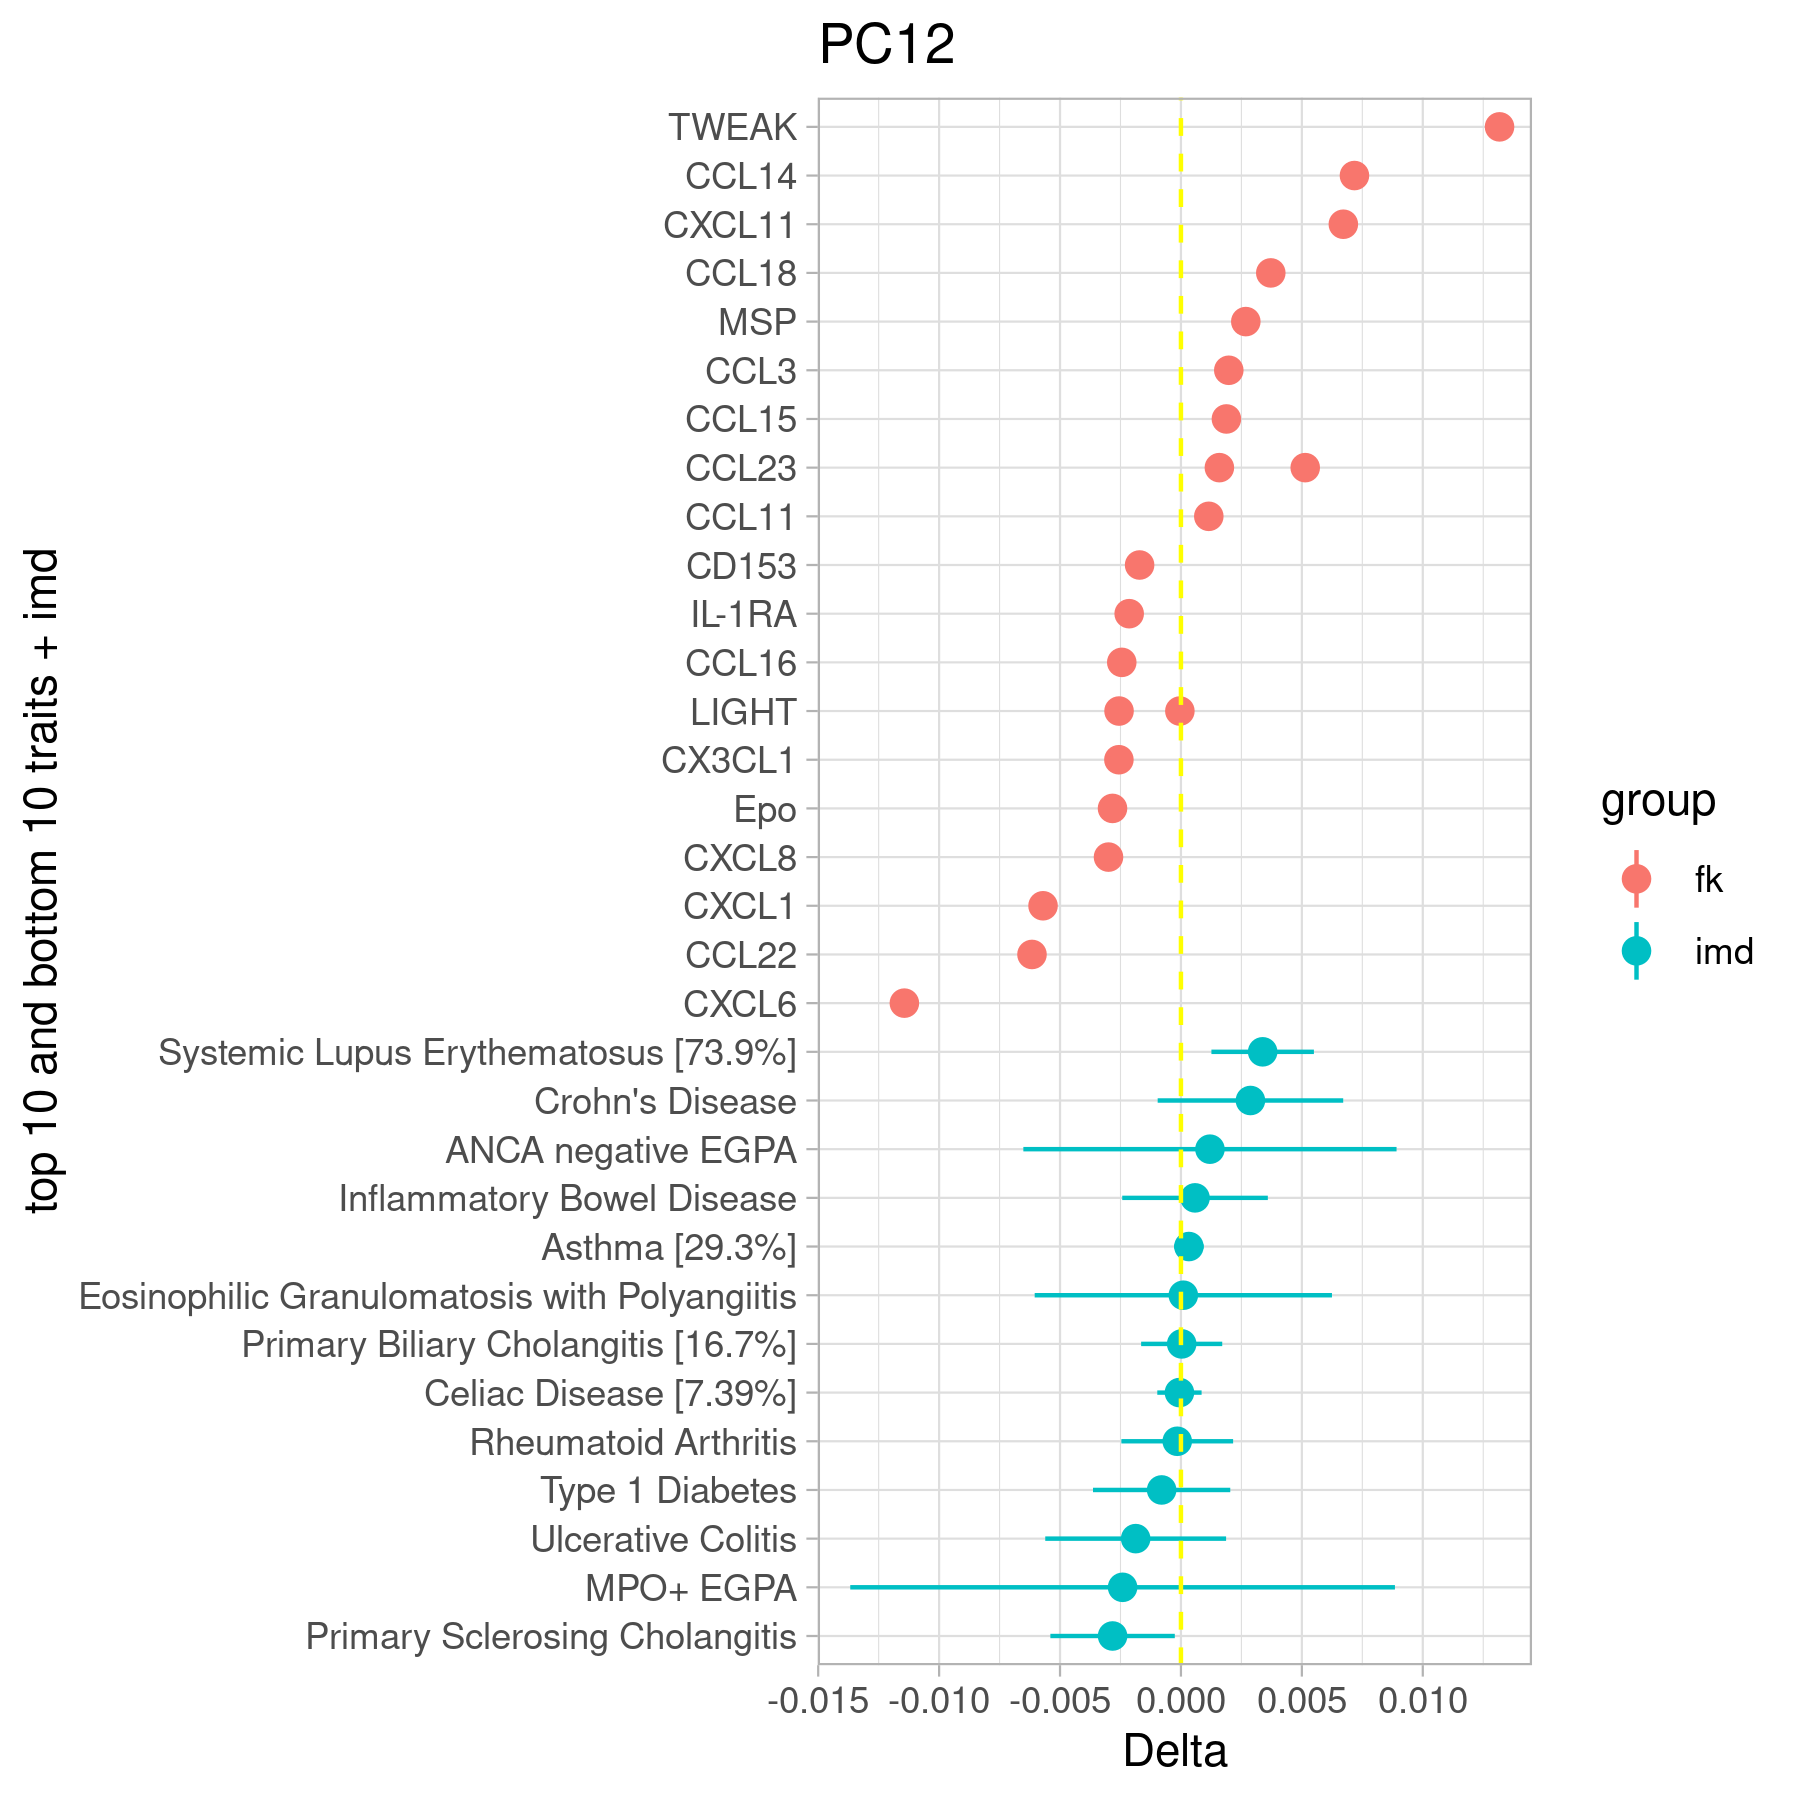 PC12
TWEAK
CCL14
CXCL11
CCL18
MSP
CCL3
CCL15
CCL23
CCL11
CD153
IL-1RA
CCL16
LIGHT
CX3CL1
Epo
CXCL8
CXCL1
CCL22
CXCL6
Systemic Lupus Erythematosus [73.9%]
Crohn's Disease
ANCA negative EGPA
Inflammatory Bowel Disease
Asthma [29.3%]
Eosinophilic Granulomatosis with Polyangiitis
Primary Biliary Cholangitis [16.7%]
Celiac Disease [7.39%]
Rheumatoid Arthritis
Type 1 Diabetes
Ulcerative Colitis
MPO+ EGPA
Primary Sclerosing Cholangitis
-0.015 -0.010 -0.005 0.000 0.005 0.010
Delta
top 10 and bottom 10 traits + imd
group
fk
imd